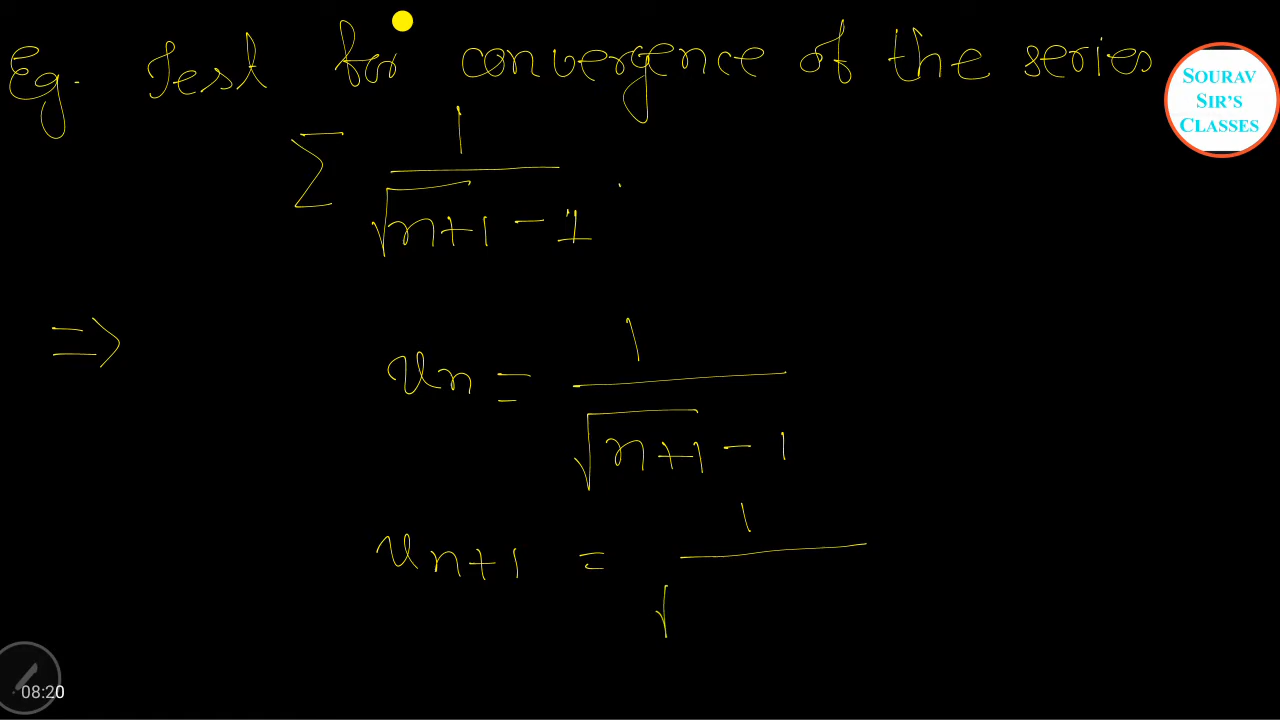 Eg. Test for convergence of the series
∑ 1/(√(n+1) - 1) .
⇒
un = 1/(√(n+1) - 1)
un+1 = 1/√
SOURAV
SIR'S
CLASSES
08:20